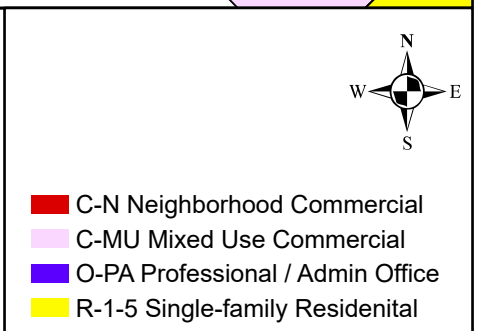 N
W E
S
C-N Neighborhood Commercial
C-MU Mixed Use Commercial
O-PA Professional / Admin Office
R-1-5 Single-family Residenital